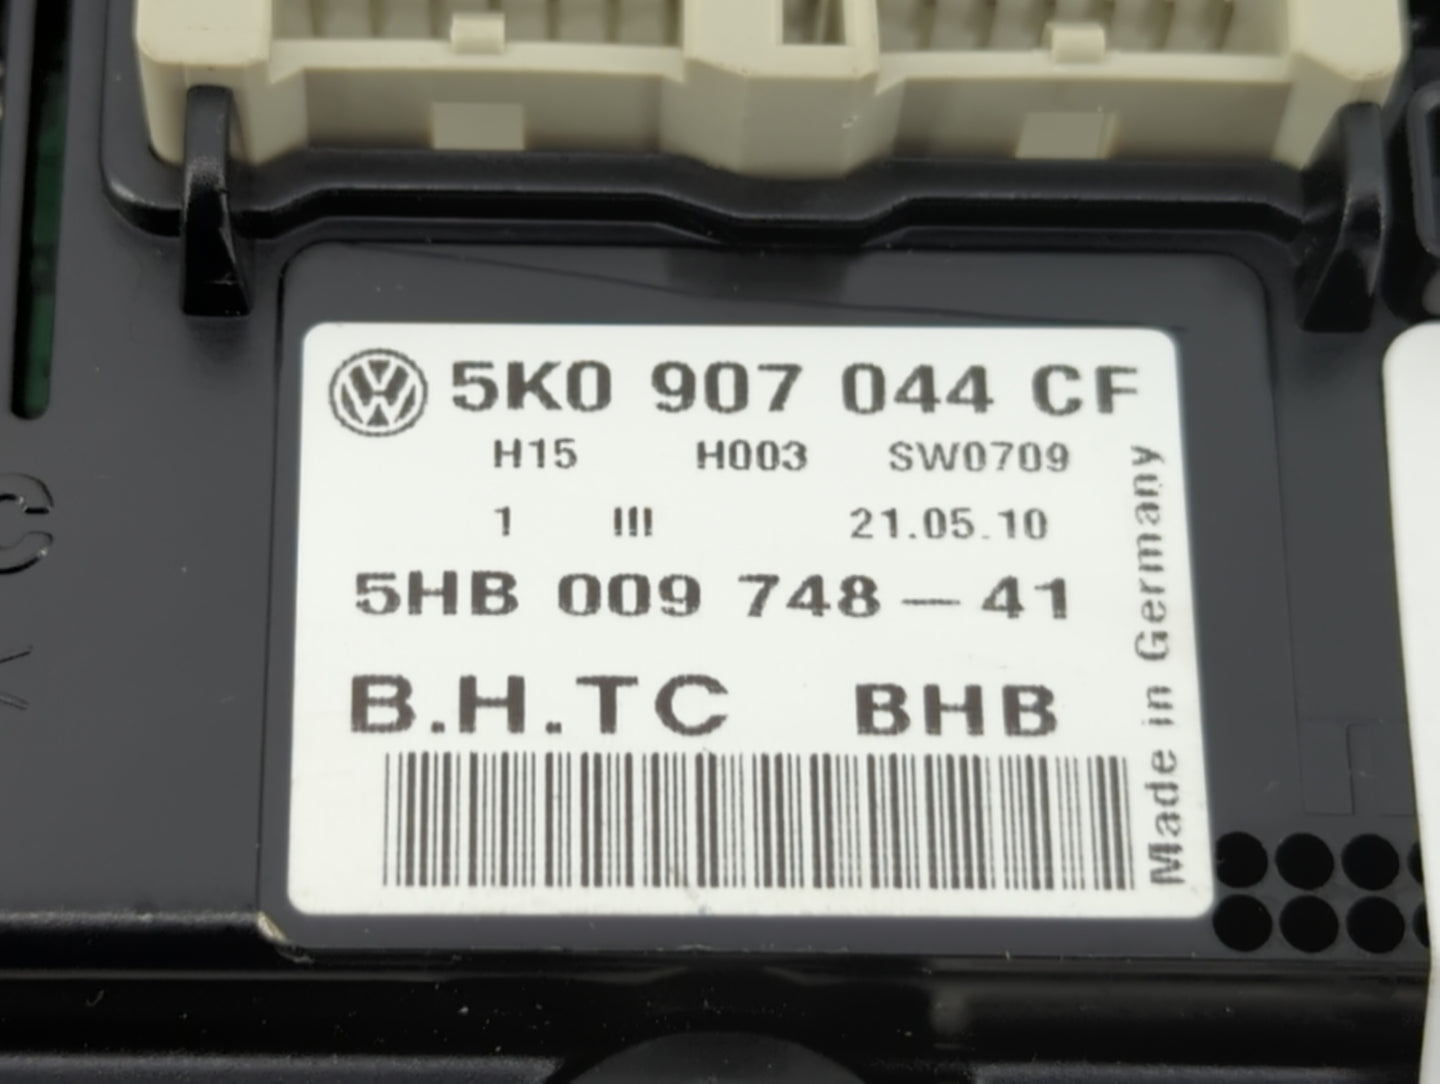 5K0 907 044 CF
H15 H003 SW0709
1 III 21.05.10
5HB 009 748-41
B.H.TC BHB
Made in Germany